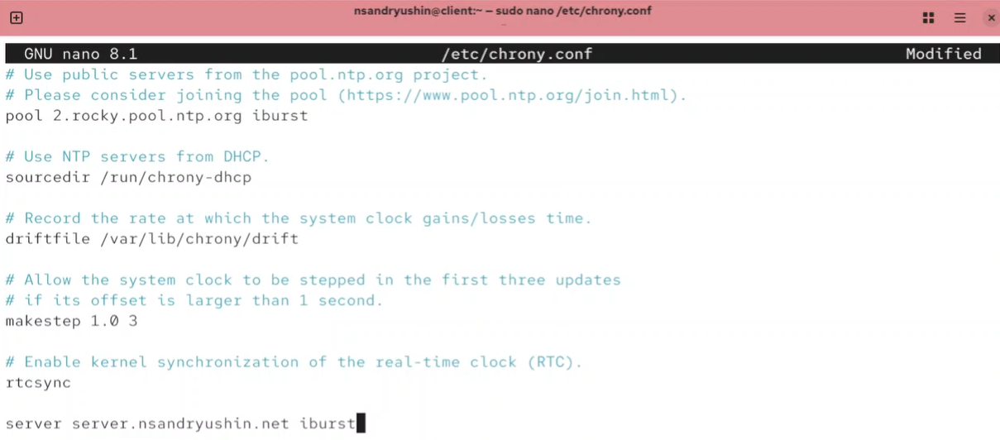 nsandryushin@client:~ — sudo nano /etc/chrony.conf
GNU nano 8.1 /etc/chrony.conf Modified
# Use public servers from the pool.ntp.org project.
# Please consider joining the pool (https://www.pool.ntp.org/join.html).
pool 2.rocky.pool.ntp.org iburst
# Use NTP servers from DHCP.
sourcedir /run/chrony-dhcp
# Record the rate at which the system clock gains/losses time.
driftfile /var/lib/chrony/drift
# Allow the system clock to be stepped in the first three updates
# if its offset is larger than 1 second.
makestep 1.0 3
# Enable kernel synchronization of the real-time clock (RTC).
rtcsync
server server.nsandryushin.net iburst